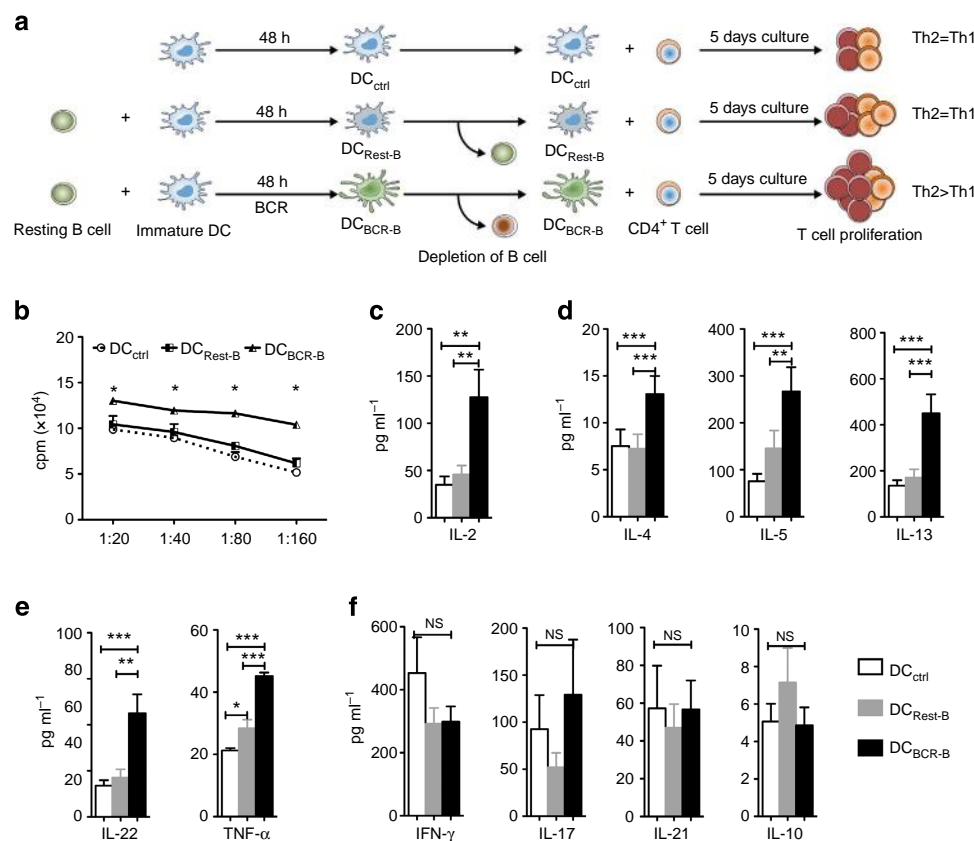 a
48 h
5 days culture
Th2=Th1
DCctrl
DCctrl
+
48 h
5 days culture
Th2=Th1
+
+
DCRest-B
DCRest-B
48 h
5 days culture
Th2>Th1
+
+
BCR
DCBCR-B
DCBCR-B
Resting B cell
Immature DC
CD4+ T cell
T cell proliferation
Depletion of B cell
b
20
15
10
5
0
cpm (×10⁴)
DCctrl
DCRest-B
DCBCR-B
* * * *
1:20 1:40 1:80 1:160
c
200
150
100
50
0
pg ml⁻¹
**
**
IL-2
d
20
15
10
5
0
pg ml⁻¹
***
***
IL-4
400
300
200
100
0
***
**
IL-5
800
600
400
200
0
***
***
IL-13
e
100
80
60
40
20
0
pg ml⁻¹
***
**
IL-22
60
40
20
0
***
***
*
TNF-α
f
600
400
200
0
pg ml⁻¹
NS
IFN-γ
200
150
100
50
0
NS
IL-17
100
80
60
40
20
0
NS
IL-21
10
8
6
4
2
0
NS
IL-10
DCctrl
DCRest-B
DCBCR-B